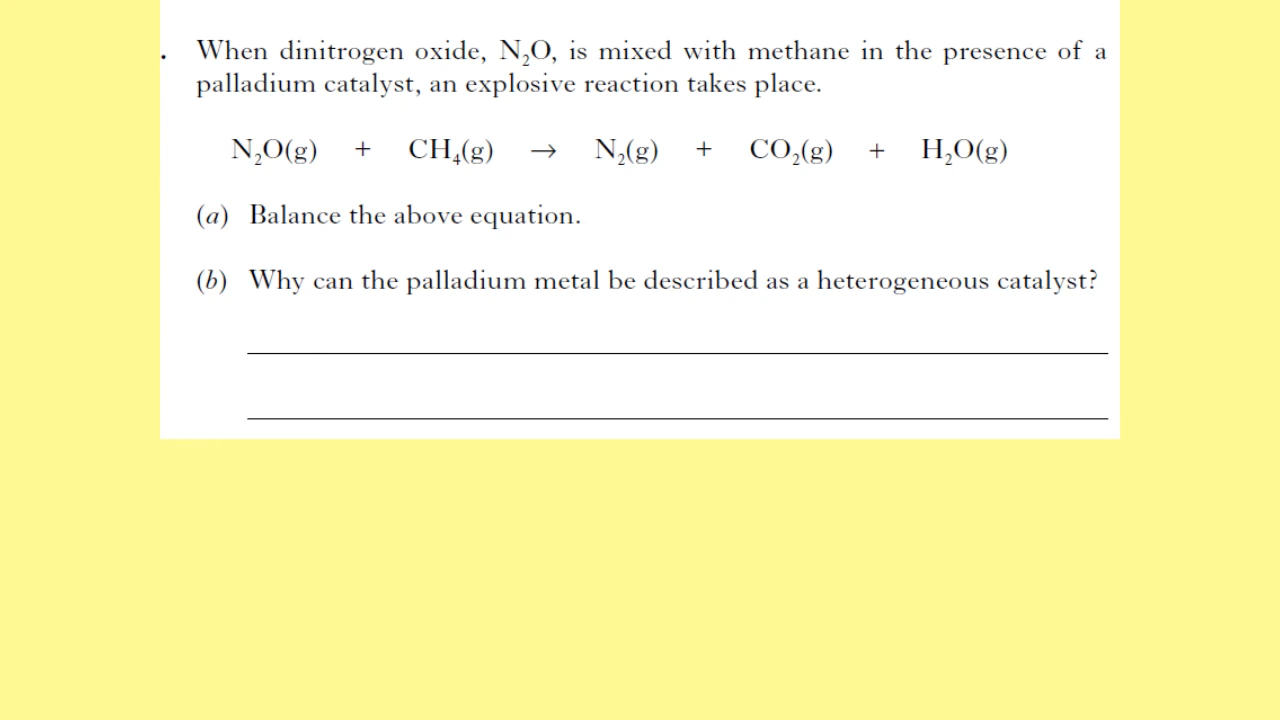 . When dinitrogen oxide, N₂O, is mixed with methane in the presence of a
palladium catalyst, an explosive reaction takes place.
N₂O(g) + CH₄(g) → N₂(g) + CO₂(g) + H₂O(g)
(a) Balance the above equation.
(b) Why can the palladium metal be described as a heterogeneous catalyst?